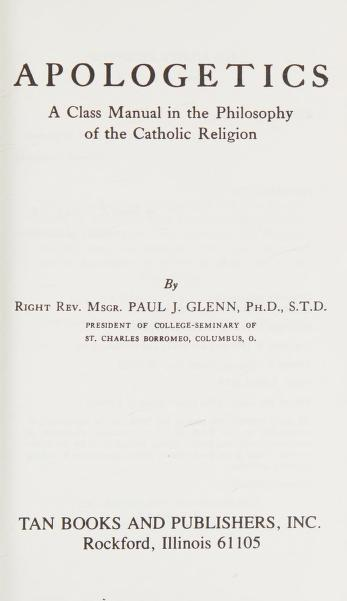 APOLOGETICS
A Class Manual in the Philosophy
of the Catholic Religion
By
RIGHT REV. MSGR. PAUL J. GLENN, PH.D., S.T.D.
PRESIDENT OF COLLEGE-SEMINARY OF
ST. CHARLES BORROMEO, COLUMBUS, O.
TAN BOOKS AND PUBLISHERS, INC.
Rockford, Illinois 61105